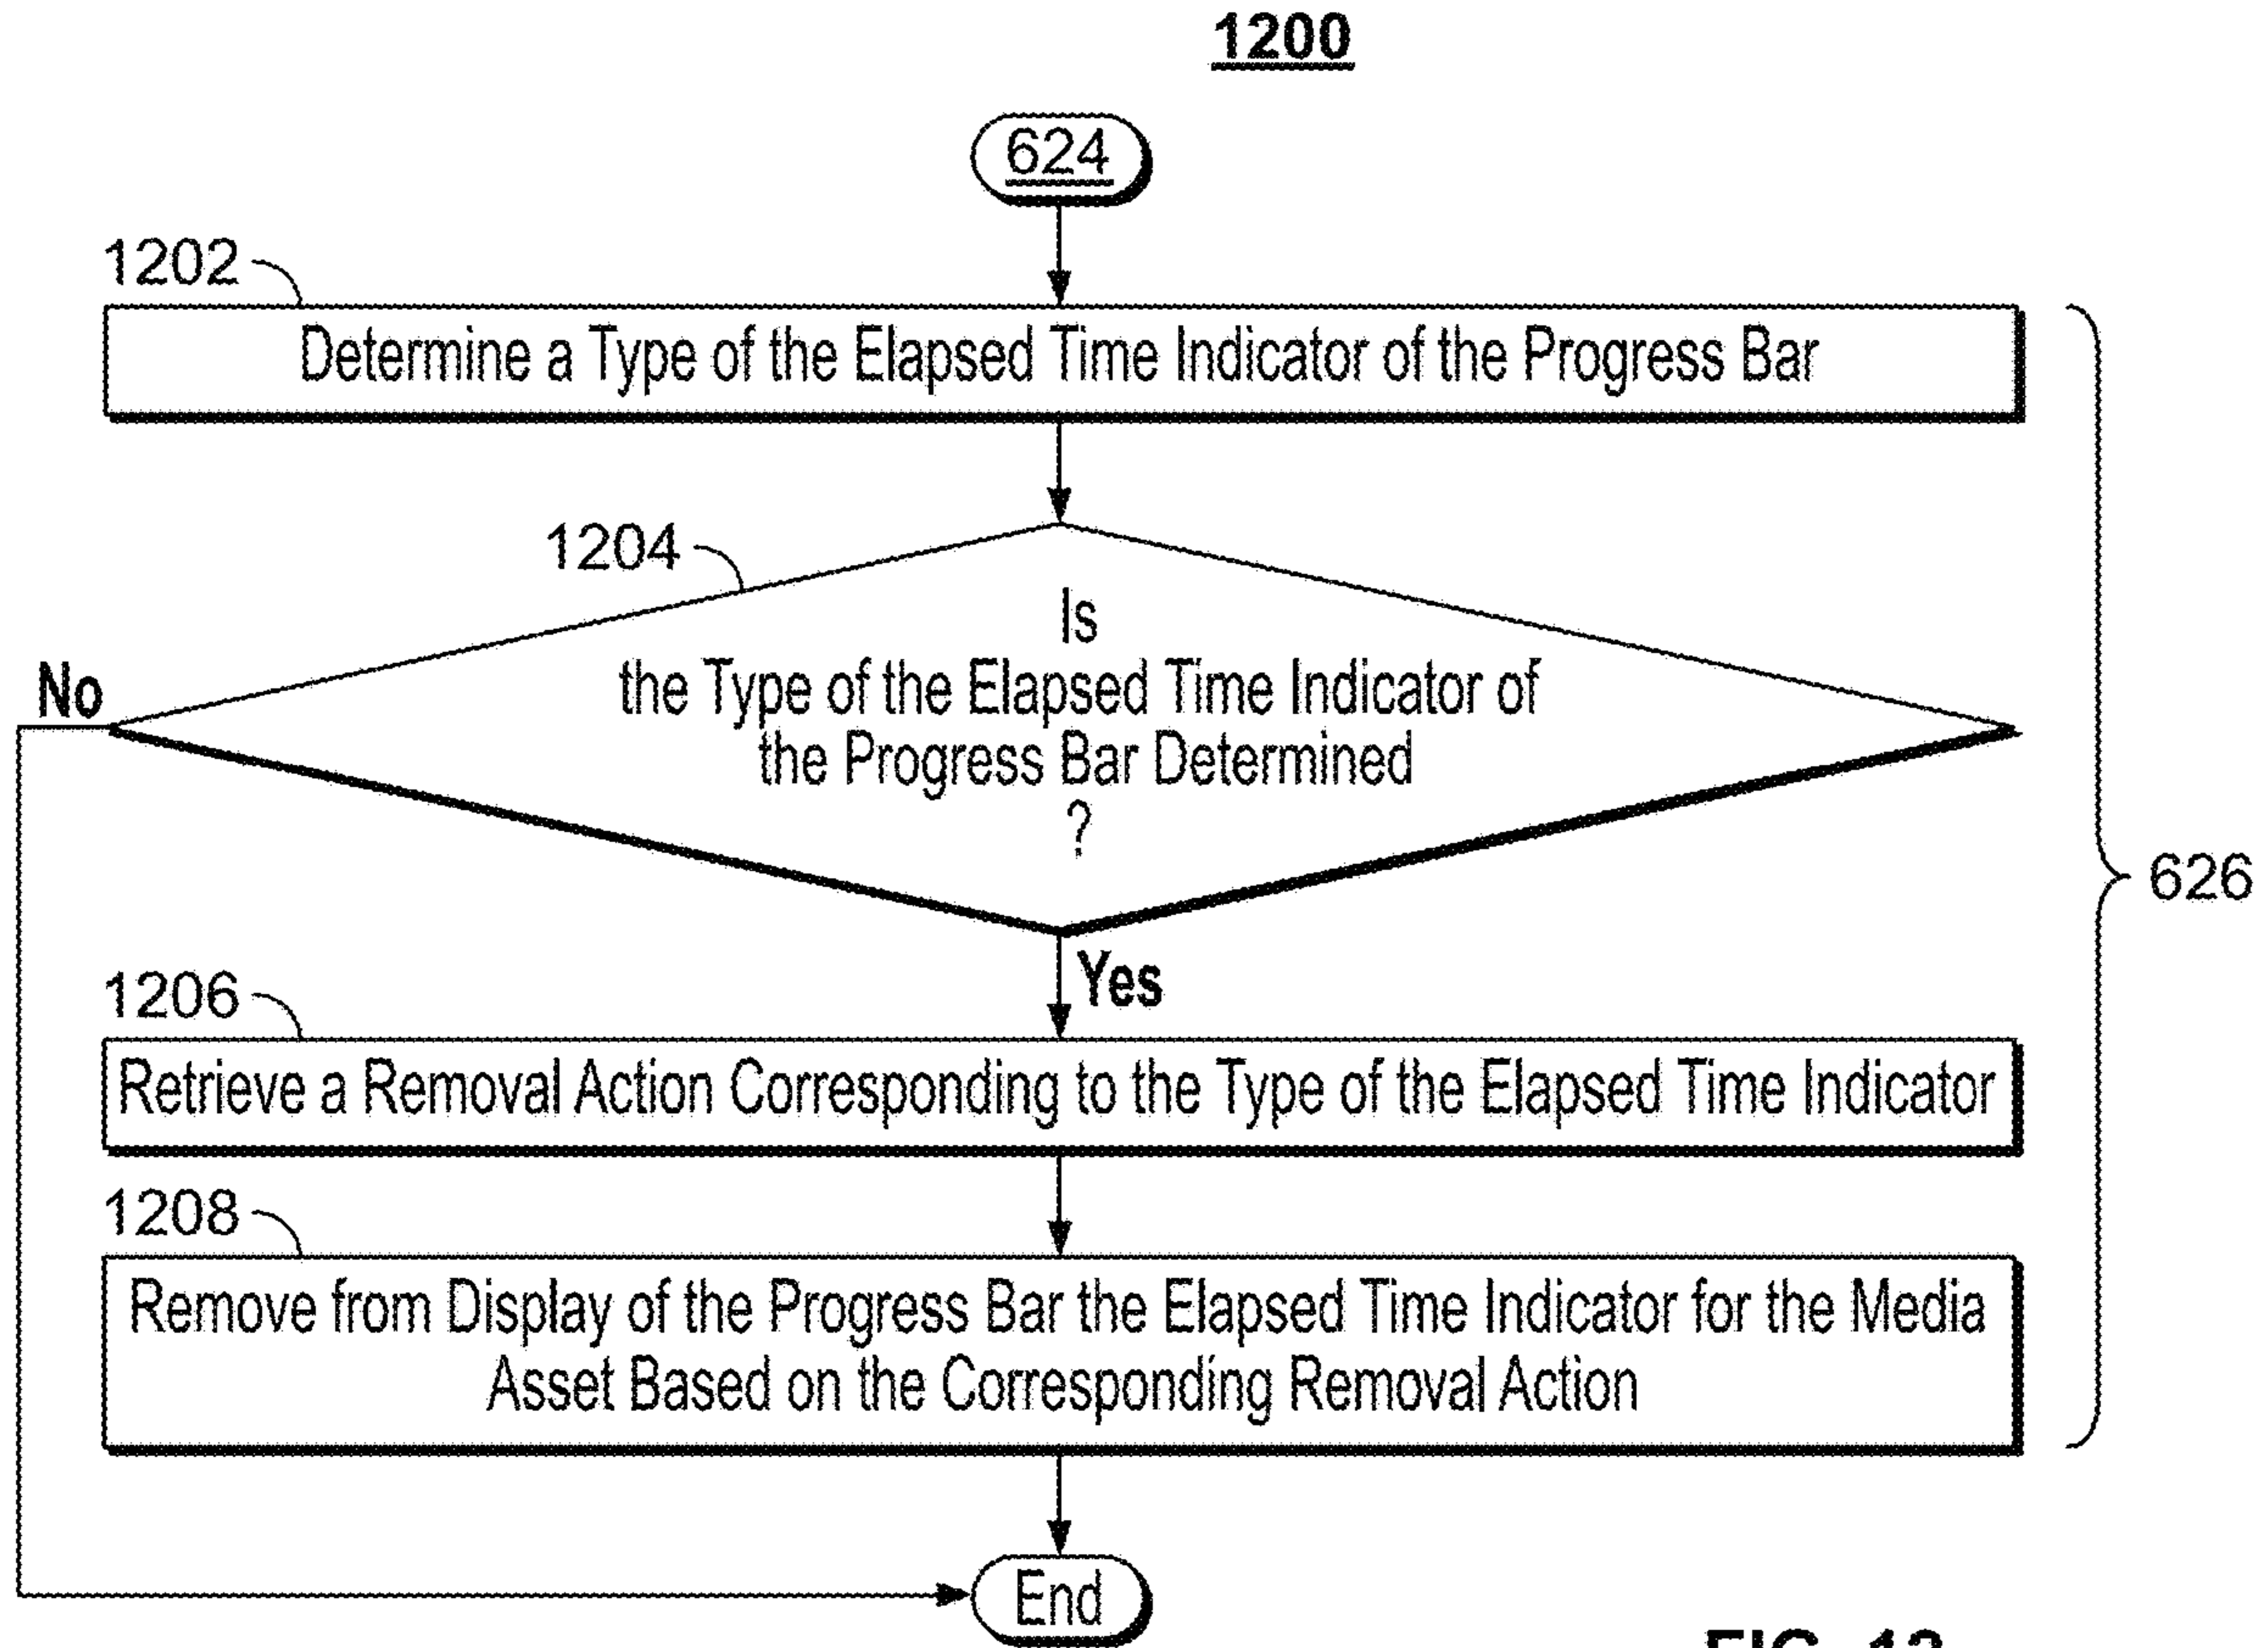 1200
624
1202
Determine a Type of the Elapsed Time Indicator of the Progress Bar
1204
Is
the Type of the Elapsed Time Indicator of
the Progress Bar Determined
?
No
626
Yes
1206
Retrieve a Removal Action Corresponding to the Type of the Elapsed Time Indicator
1208
Remove from Display of the Progress Bar the Elapsed Time Indicator for the Media
Asset Based on the Corresponding Removal Action
End
FIG.